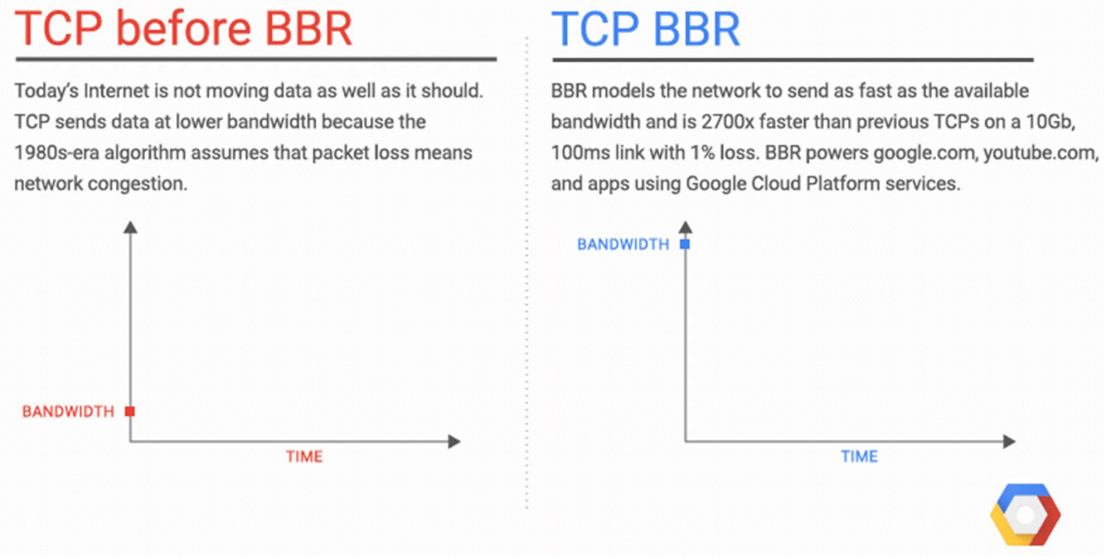 TCP before BBR
Today's Internet is not moving data as well as it should.
TCP sends data at lower bandwidth because the
1980s-era algorithm assumes that packet loss means
network congestion.
BANDWIDTH
TIME
TCP BBR
BBR models the network to send as fast as the available
bandwidth and is 2700x faster than previous TCPs on a 10Gb,
100ms link with 1% loss. BBR powers google.com, youtube.com,
and apps using Google Cloud Platform services.
BANDWIDTH
TIME